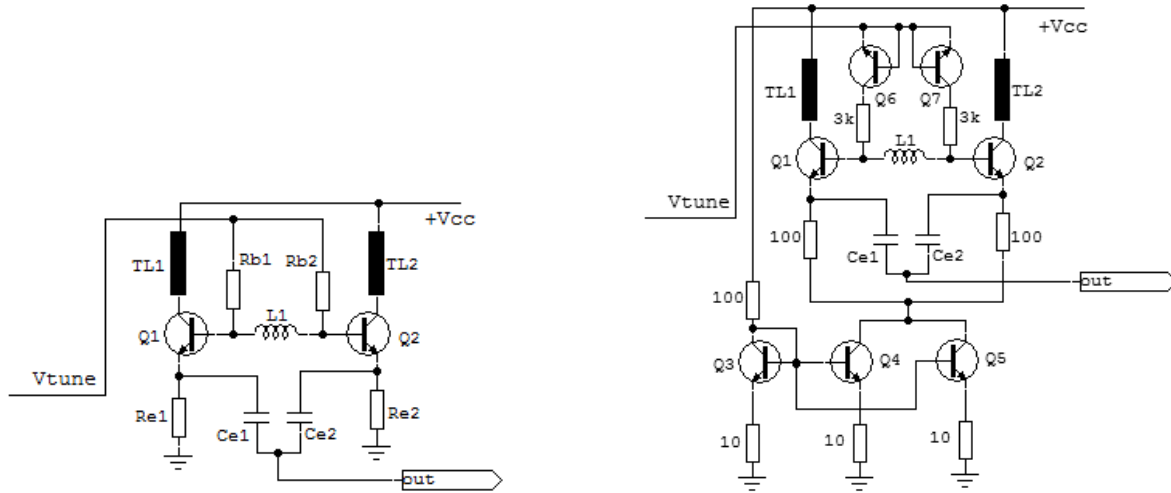 +Vcc
TL1
Rb1
Rb2
TL2
L1
Q1
Q2
Vtune
Re1
Ce1
Ce2
Re2
out
+Vcc
TL1
Q6
Q7
TL2
3k
3k
L1
Q1
Q2
Vtune
100
Ce1
Ce2
100
out
100
Q3
Q4
Q5
10
10
10